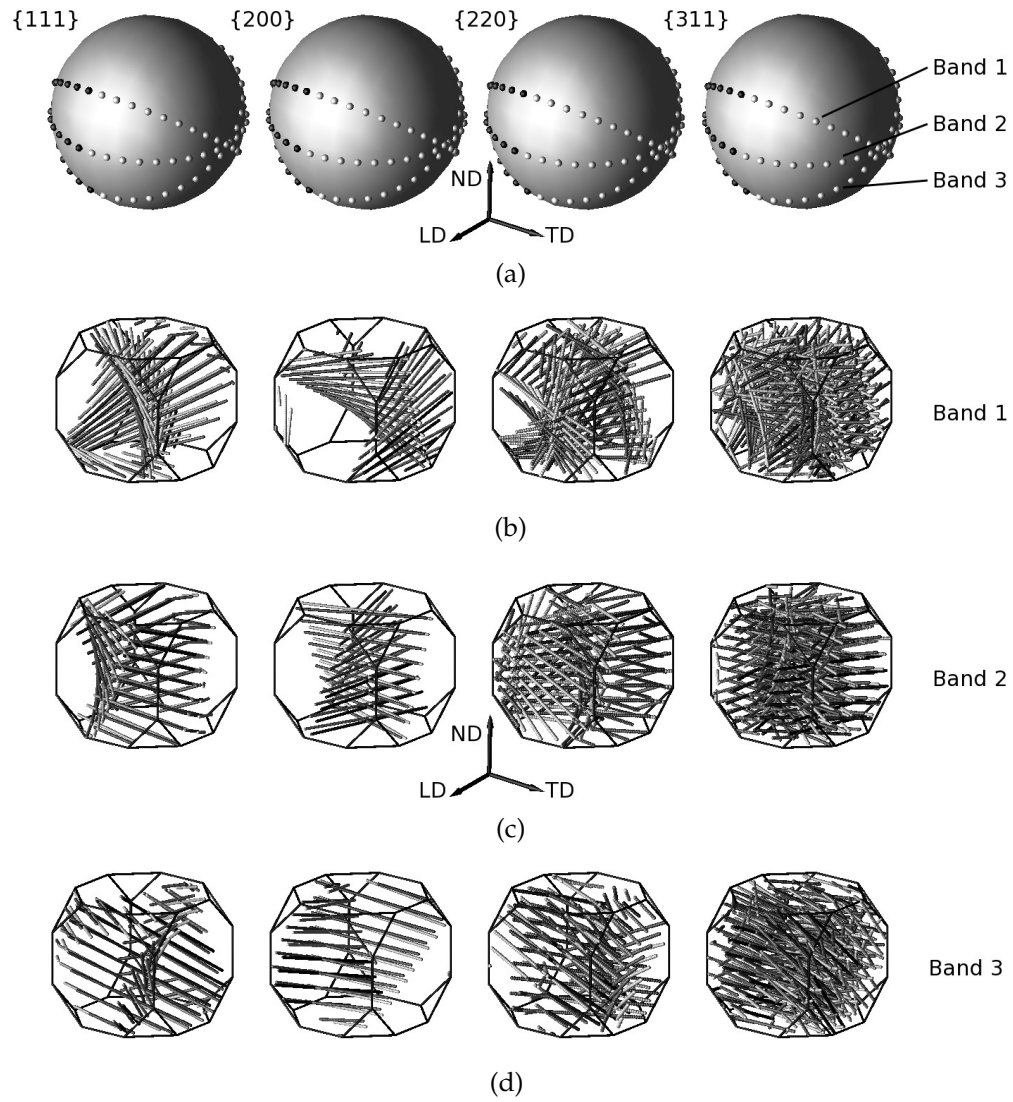 {111} {200} {220} {311}
Band 1
Band 2
Band 3
ND
LD TD
(a)
Band 1
(b)
Band 2
ND
LD TD
(c)
Band 3
(d)